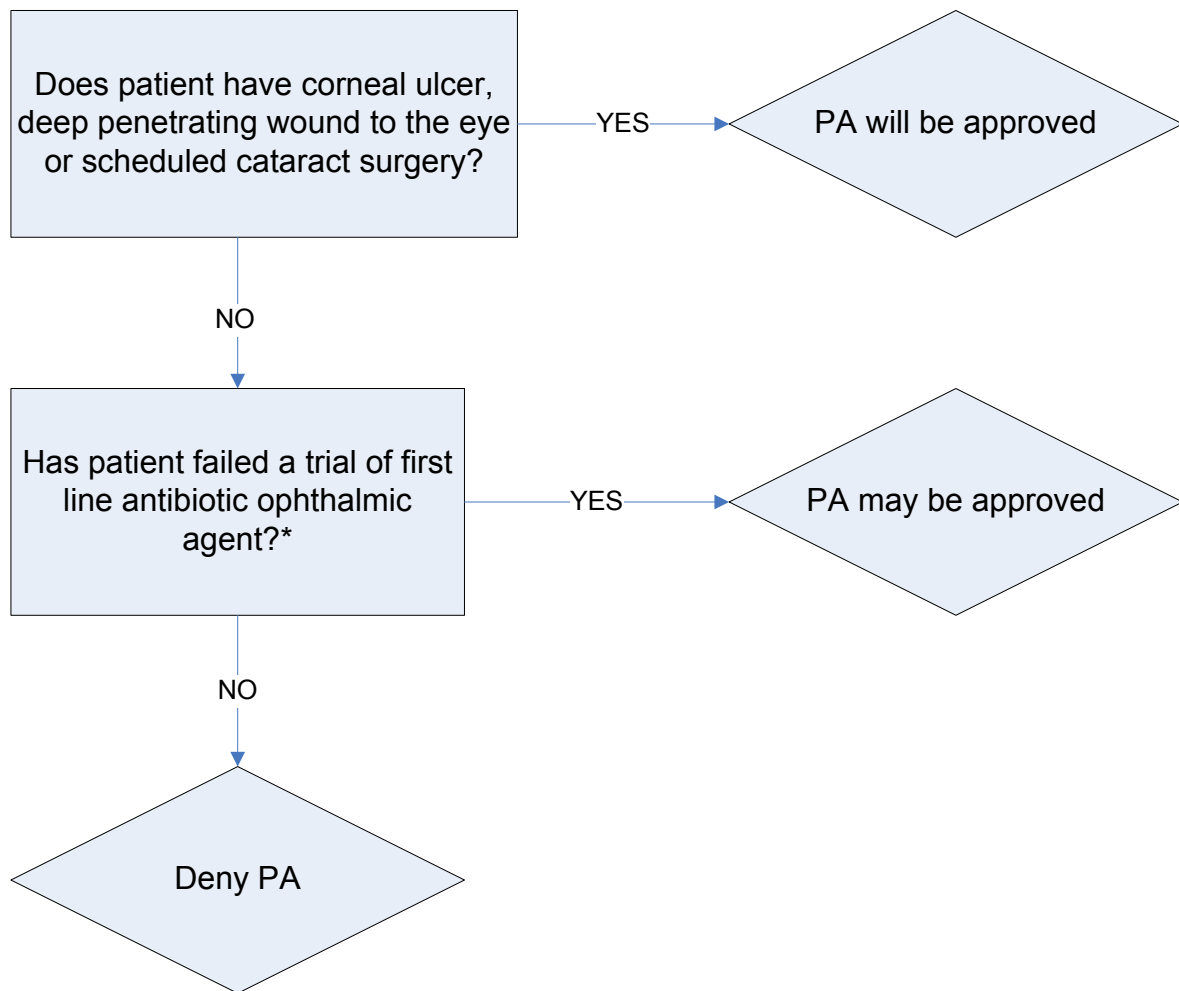 Does patient have corneal ulcer,
deep penetrating wound to the eye
or scheduled cataract surgery?
YES
PA will be approved
NO
Has patient failed a trial of first
line antibiotic ophthalmic
agent?*
YES
PA may be approved
NO
Deny PA